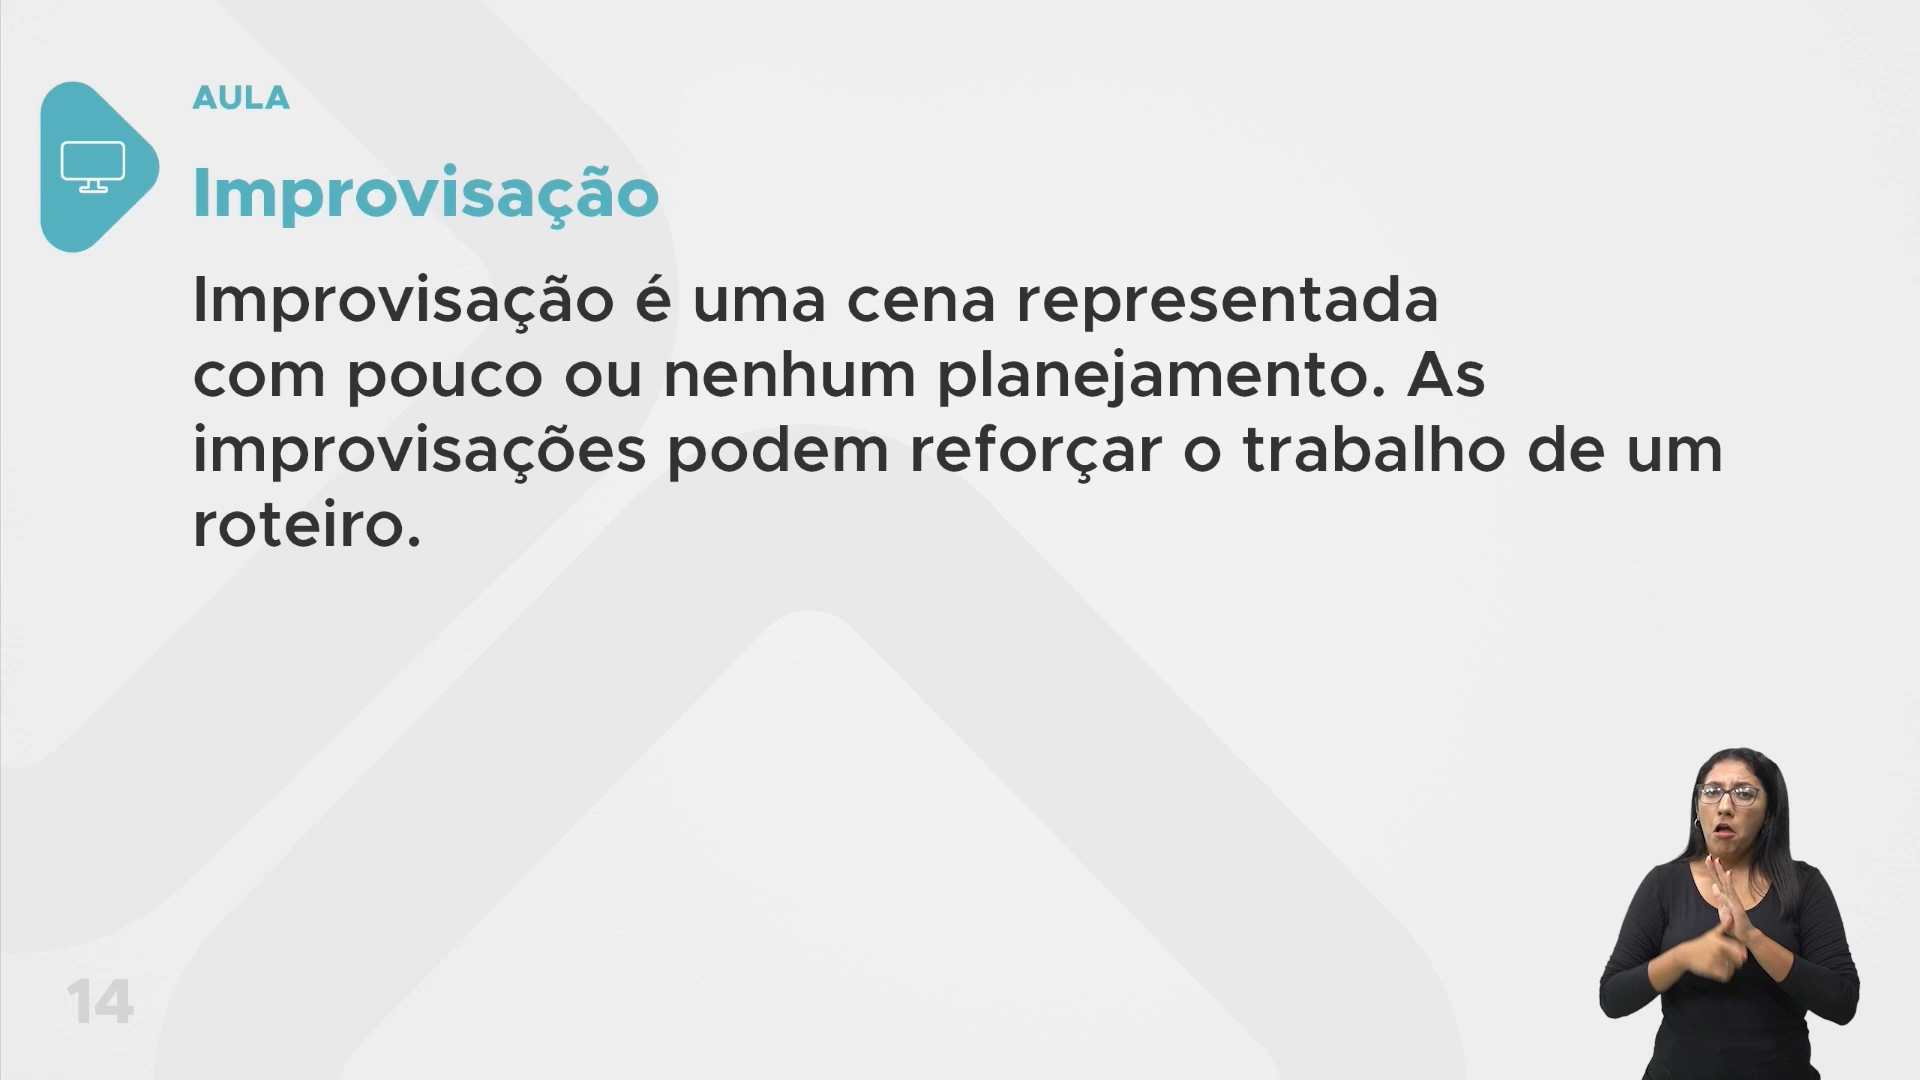 AULA
Improvisação
Improvisação é uma cena representada
com pouco ou nenhum planejamento. As
improvisações podem reforçar o trabalho de um
roteiro.
14